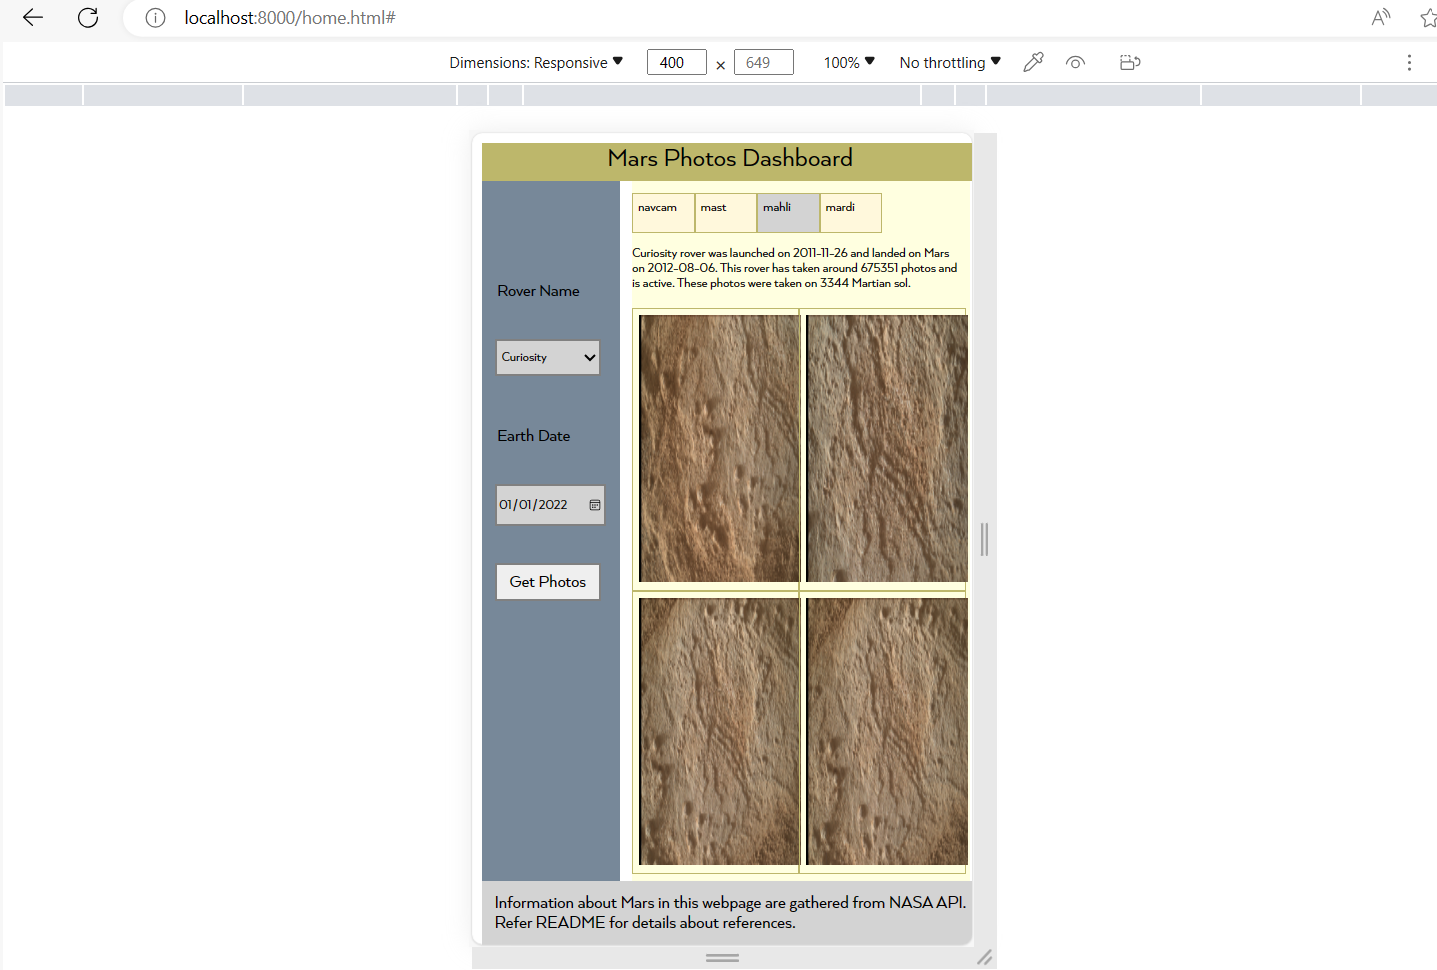 localhost:8000/home.html#
Dimensions: Responsive 400 × 649 100% No throttling
Mars Photos Dashboard
navcam mast mahli mardi
Curiosity rover was launched on 2011-11-26 and landed on Mars
on 2012-08-06. This rover has taken around 675351 photos and
is active. These photos were taken on 3344 Martian sol.
Rover Name
Curiosity
Earth Date
01/01/2022
Get Photos
Information about Mars in this webpage are gathered from NASA API.
Refer README for details about references.